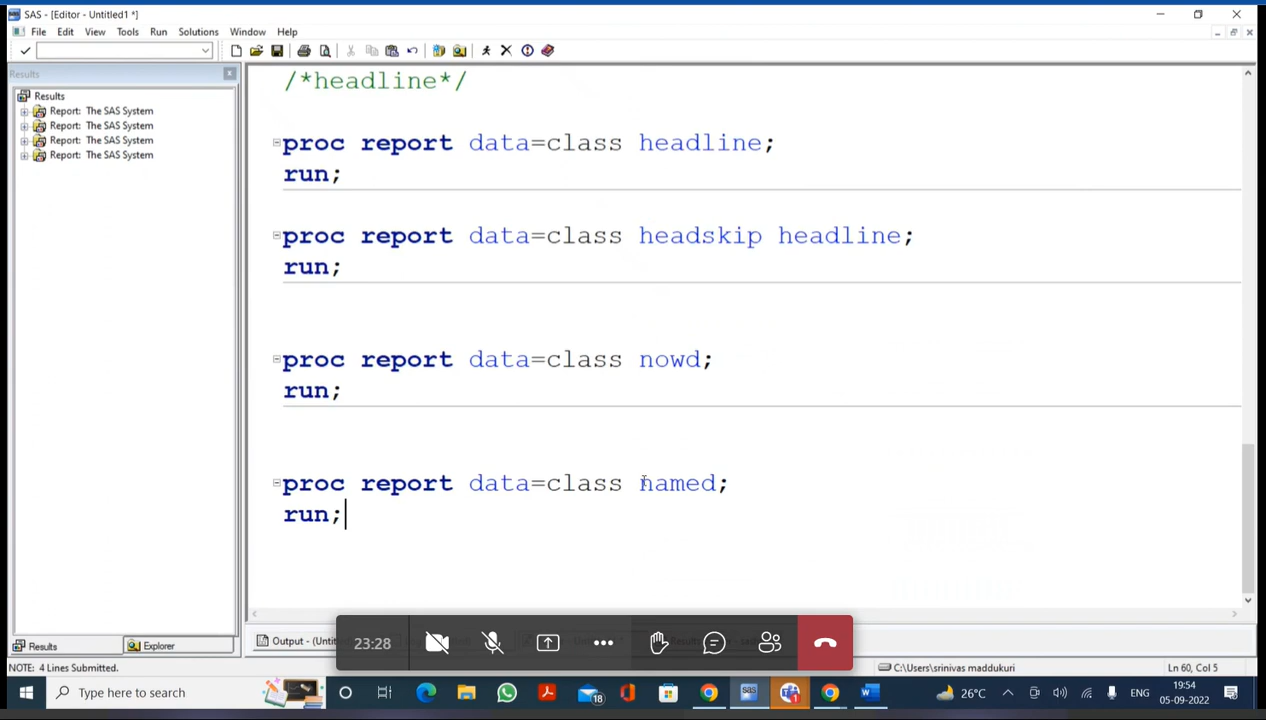 SAS - [Editor - Untitled1 *]
File Edit View Tools Run Solutions Window Help
Results
Results
Report: The SAS System
Report: The SAS System
Report: The SAS System
Report: The SAS System
/*headline*/
proc report data=class headline;
run;
proc report data=class headskip headline;
run;
proc report data=class nowd;
run;
proc report data=class named;
run;
Results Explorer
Output - (Untit
23:28
NOTE: 4 Lines Submitted.
C:\Users\srinivas maddukuri
Ln 60, Col 5
Type here to search
18
sas
1
26°C
ENG
19:54
05-09-2022